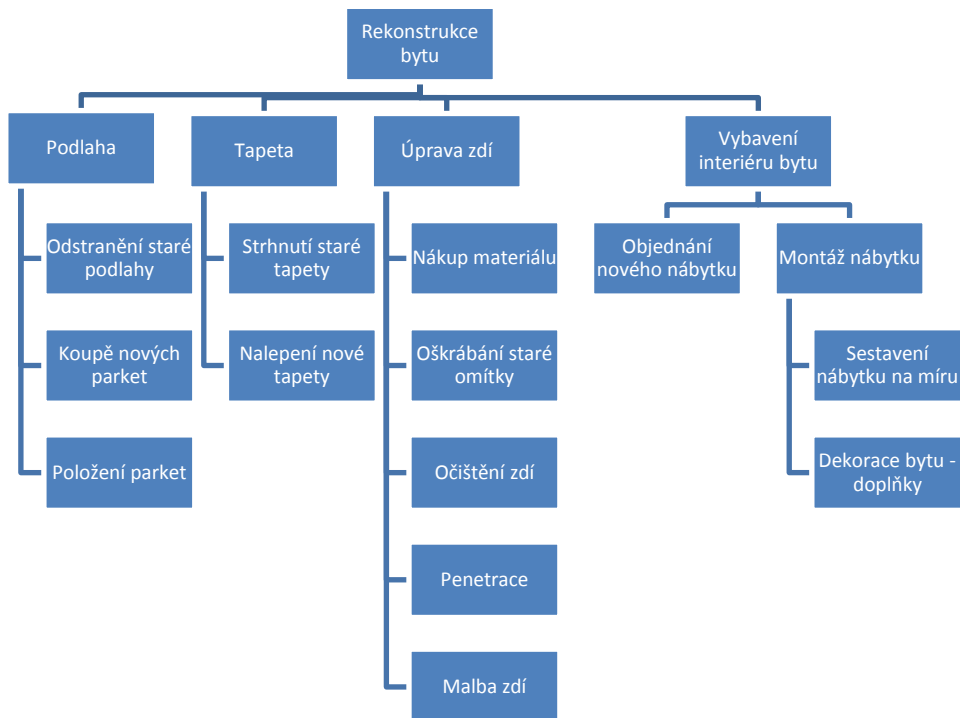 Rekonstrukce
bytu
Podlaha
Tapeta
Úprava zdí
Vybavení
interiéru bytu
Odstranění staré
podlahy
Strhnutí staré
tapety
Nákup materiálu
Objednání
nového nábytku
Montáž nábytku
Koupě nových
parket
Nalepení nové
tapety
Oškrábání staré
omítky
Sestavení
nábytku na míru
Položení parket
Očištění zdí
Dekorace bytu -
doplňky
Penetrace
Malba zdí